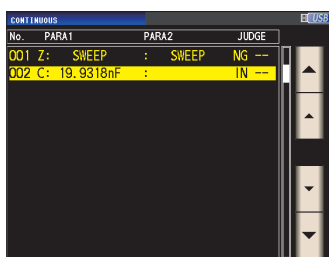 CONTINUOUS USB
No. PARA1 PARA2 JUDGE
001 Z: SWEEP : SWEEP NG --
002 C: 19.9318nF : IN --